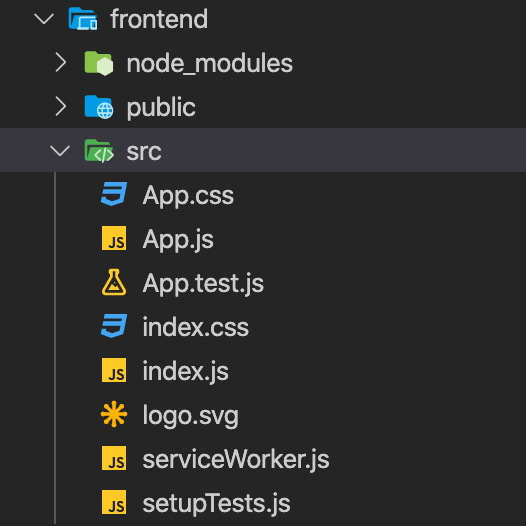 frontend
node_modules
public
src
App.css
JS App.js
App.test.js
index.css
JS index.js
logo.svg
JS serviceWorker.js
JS setupTests.js